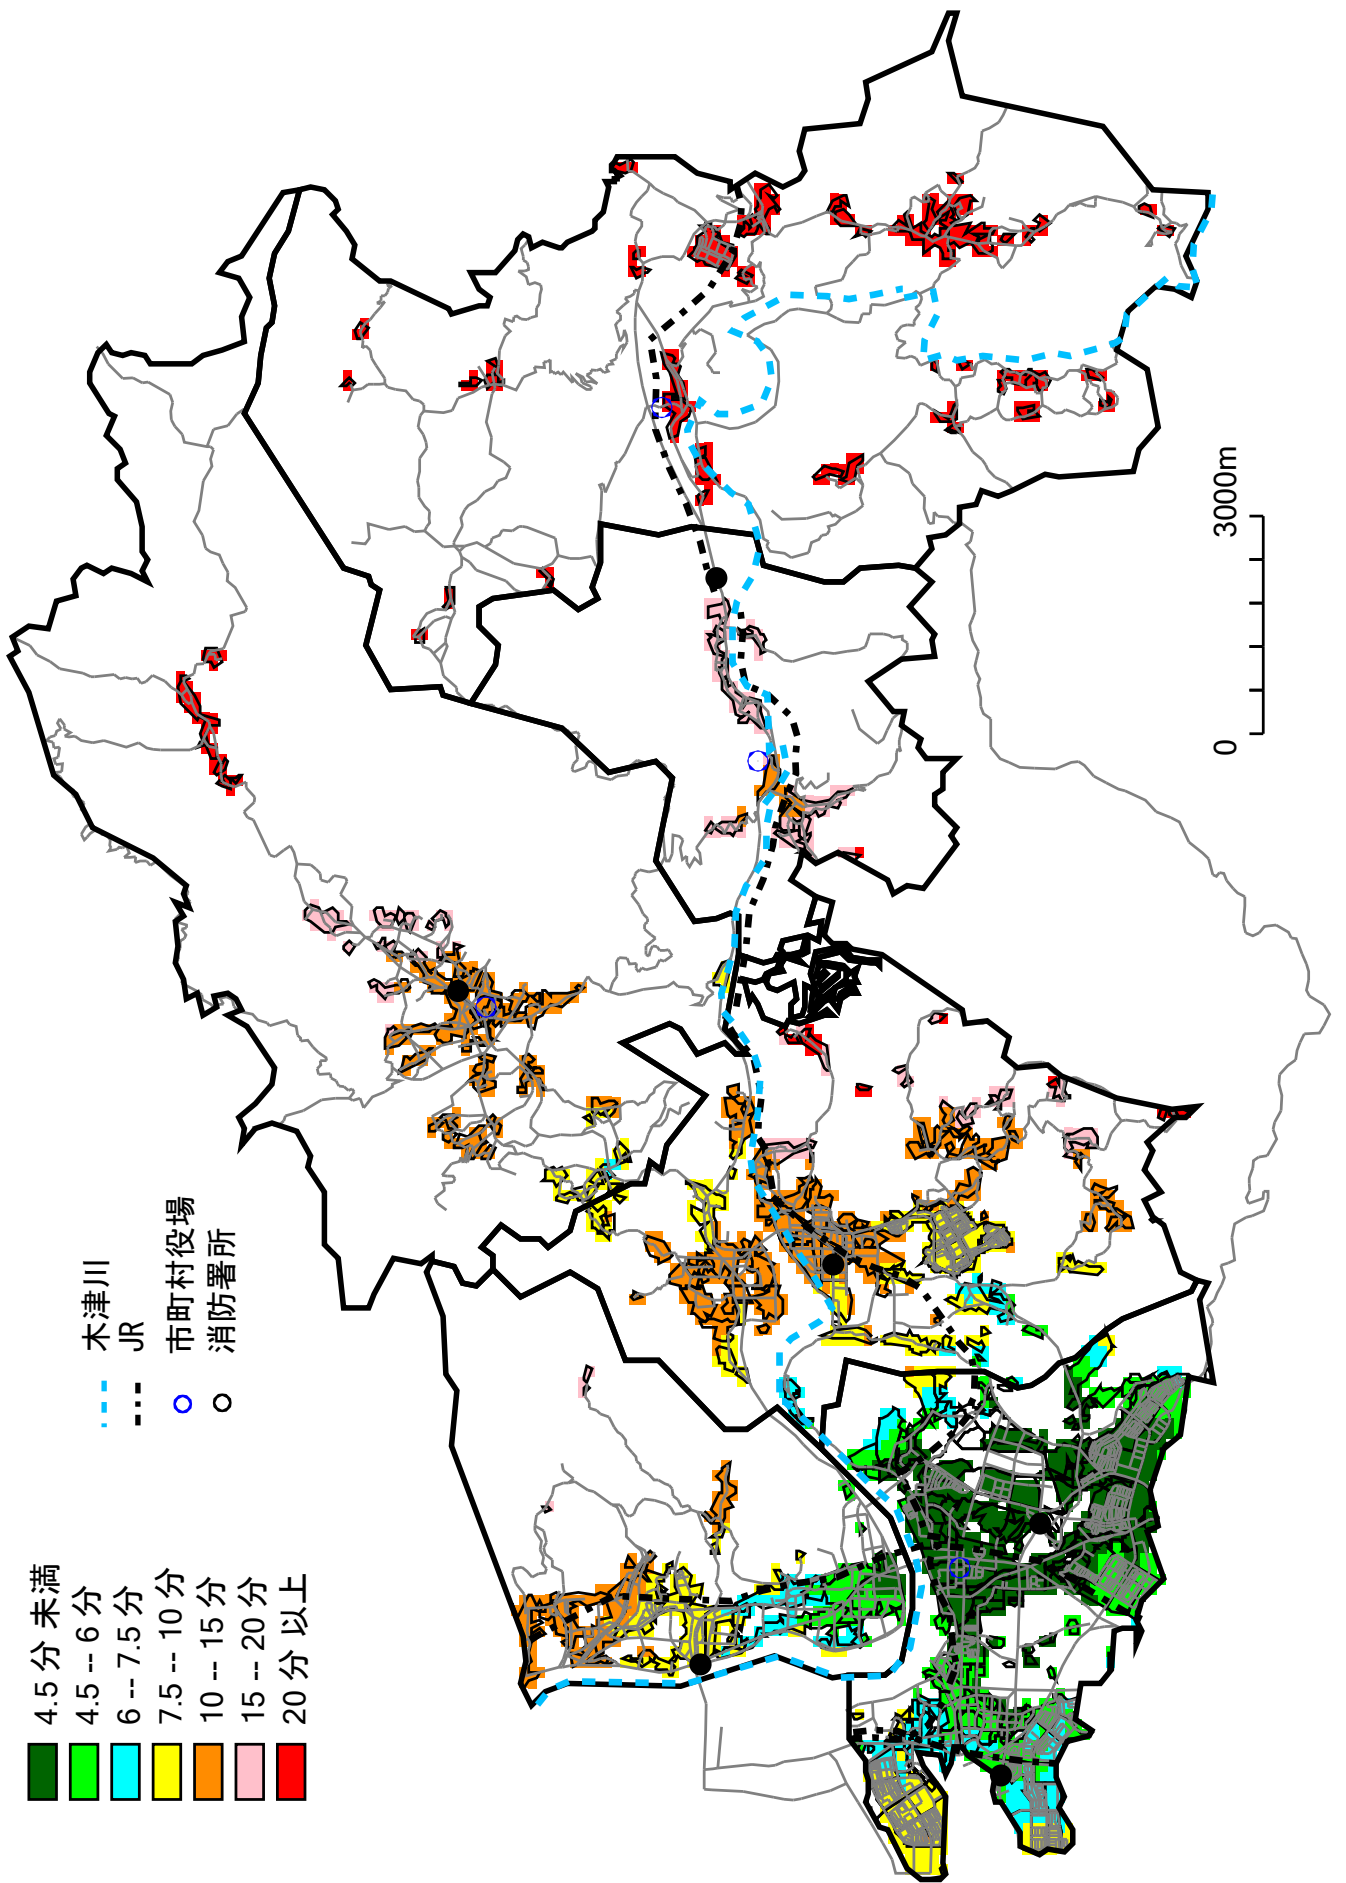 4.5 分 未満
4.5 -- 6 分
6 -- 7.5 分
7.5 -- 10 分
10 -- 15 分
15 -- 20 分
20 分 以上
木津川
JR
市町村役場
消防署所
0 3000m